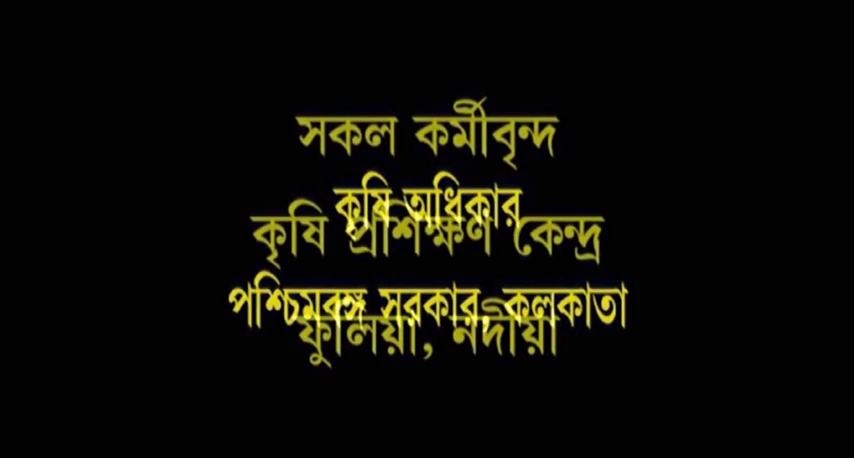 সকল কর্মীবৃন্দ
কৃষি অধিকার
কৃষি প্রশিক্ষণ কেন্দ্র
পশ্চিমবঙ্গ সরকার, কলকাতা
ফুলিয়া, নদীয়া